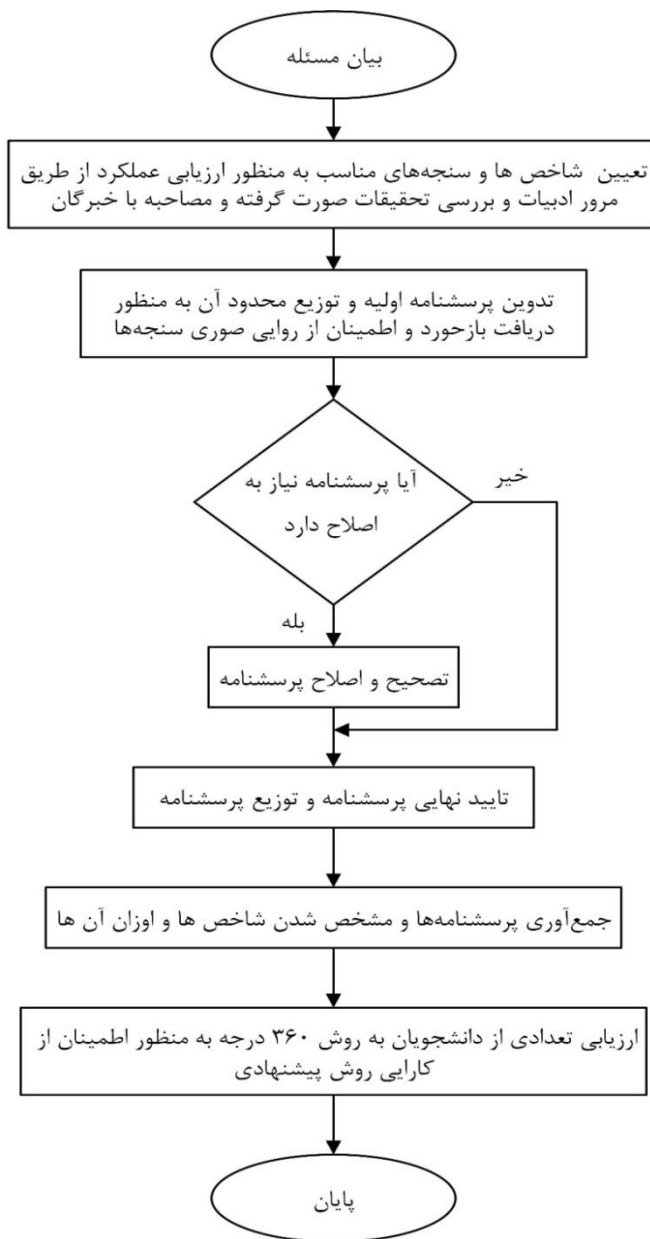 بیان مسئله
تعیین شاخص ها و سنجه‌های مناسب به منظور ارزیابی عملکرد از طریق
مرور ادبیات و بررسی تحقیقات صورت گرفته و مصاحبه با خبرگان
تدوین پرسشنامه اولیه و توزیع محدود آن به منظور
دریافت بازخورد و اطمینان از روایی صوری سنجه‌ها
آیا پرسشنامه نیاز به
اصلاح دارد
خیر
بله
تصحیح و اصلاح پرسشنامه
تایید نهایی پرسشنامه و توزیع پرسشنامه
جمع‌آوری پرسشنامه‌ها و مشخص شدن شاخص ها و اوزان آن ها
ارزیابی تعدادی از دانشجویان به روش ۳۶۰ درجه به منظور اطمینان از
کارایی روش پیشنهادی
پایان